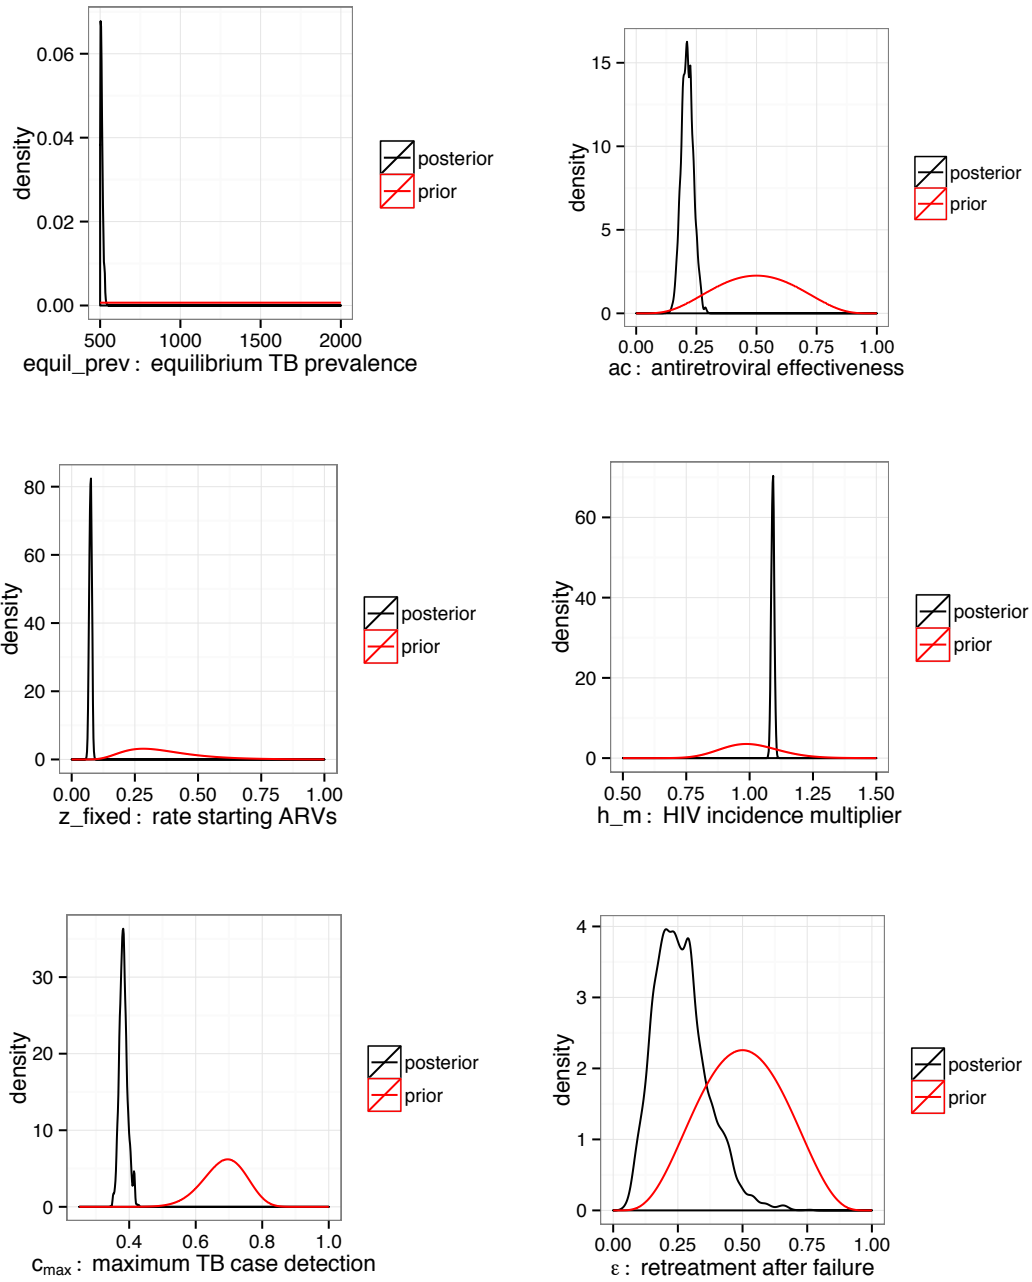 0.06
0.04
0.02
0.00
density
500
1000
1500
2000
equil_prev : equilibrium TB prevalence
posterior
prior
15
10
5
0
density
0.00
0.25
0.50
0.75
1.00
ac : antiretroviral effectiveness
posterior
prior
80
60
40
20
0
density
0.00
0.25
0.50
0.75
1.00
z_fixed : rate starting ARVs
posterior
prior
60
40
20
0
density
0.50
0.75
1.00
1.25
1.50
h_m : HIV incidence multiplier
posterior
prior
30
20
10
0
density
0.4
0.6
0.8
1.0
cmax : maximum TB case detection
posterior
prior
4
3
2
1
0
density
0.00
0.25
0.50
0.75
1.00
ε : retreatment after failure
posterior
prior